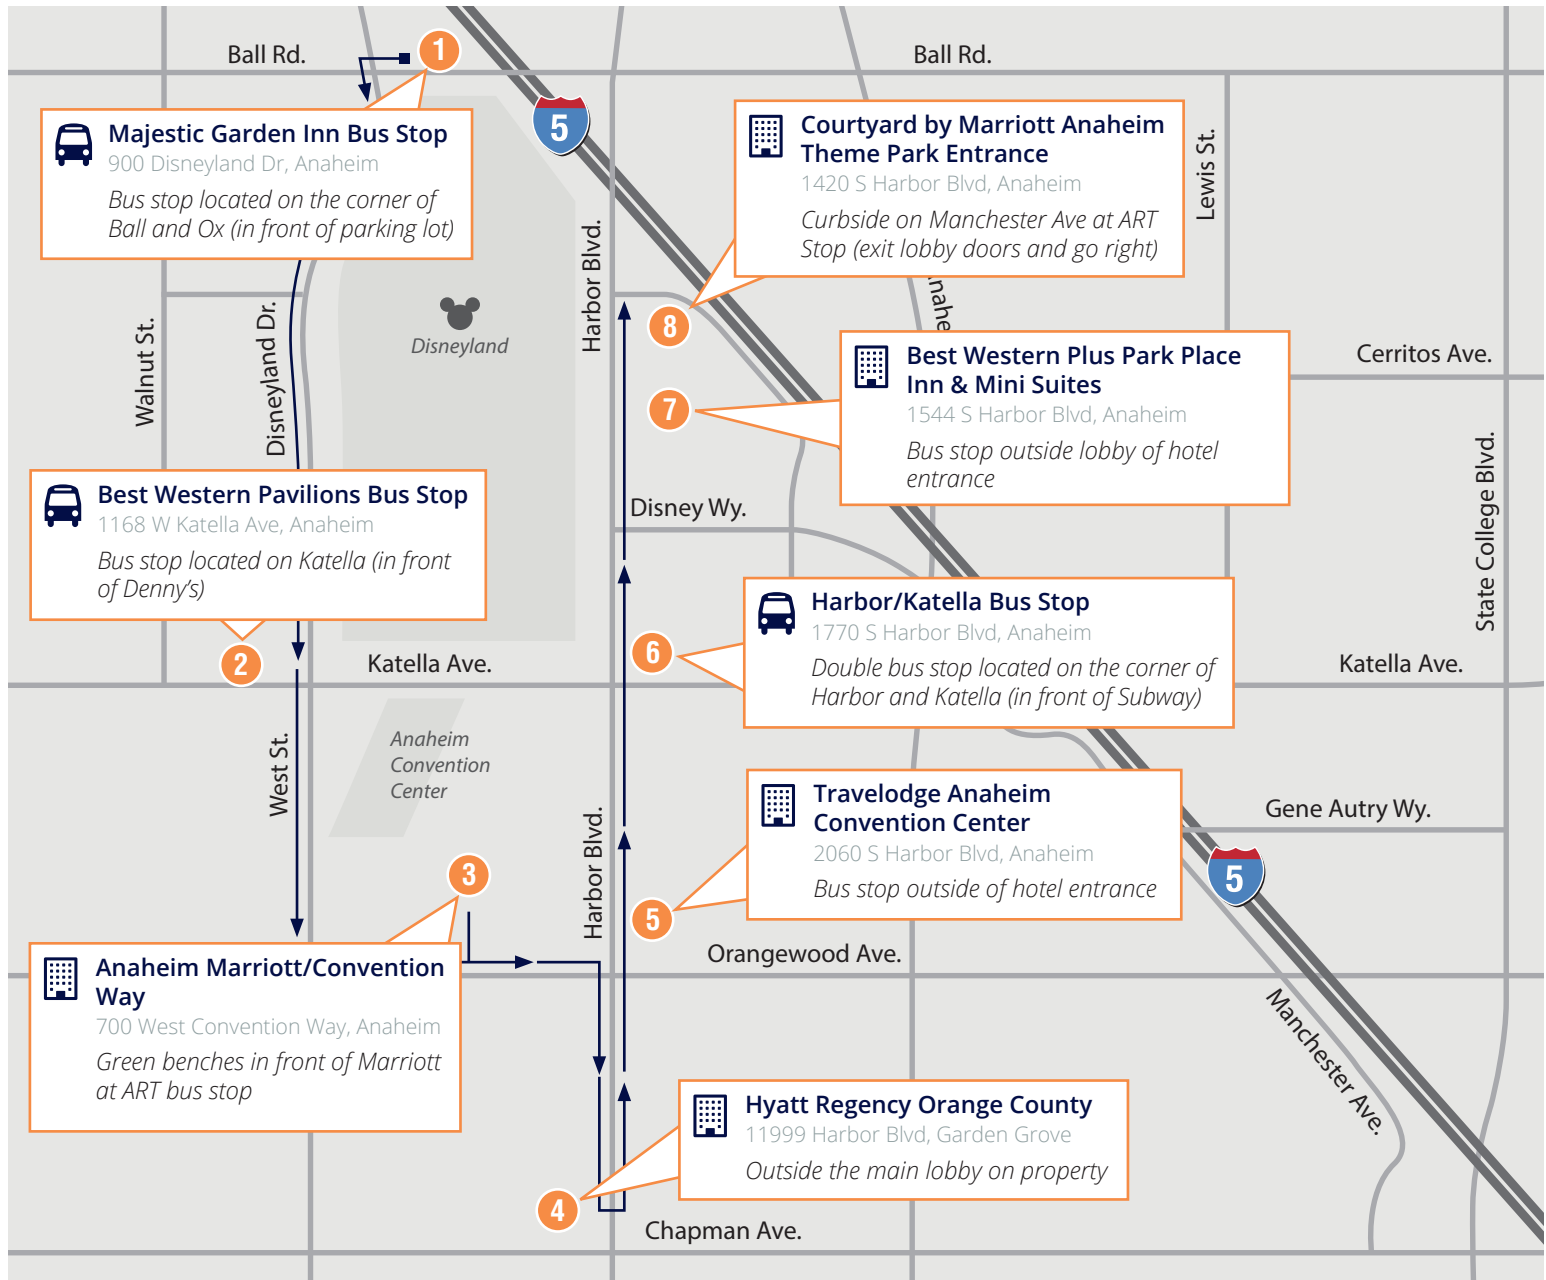 Ball Rd.
1
Ball Rd.
5
Majestic Garden Inn Bus Stop
900 Disneyland Dr, Anaheim
Bus stop located on the corner of
Ball and Ox (in front of parking lot)
Courtyard by Marriott Anaheim
Theme Park Entrance
1420 S Harbor Blvd, Anaheim
Curbside on Manchester Ave at ART
Stop (exit lobby doors and go right)
Lewis St.
Harbor Blvd.
Walnut St.
Disneyland Dr.
Disneyland
8
Cerritos Ave.
7
Best Western Plus Park Place
Inn & Mini Suites
1544 S Harbor Blvd, Anaheim
Bus stop outside lobby of hotel
entrance
State College Blvd.
Best Western Pavilions Bus Stop
1168 W Katella Ave, Anaheim
Bus stop located on Katella (in front
of Denny's)
Disney Wy.
2
Katella Ave.
6
Harbor/Katella Bus Stop
1770 S Harbor Blvd, Anaheim
Double bus stop located on the corner of
Harbor and Katella (in front of Subway)
Katella Ave.
West St.
Anaheim
Convention
Center
Harbor Blvd.
Travelodge Anaheim
Convention Center
2060 S Harbor Blvd, Anaheim
Bus stop outside of hotel entrance
Gene Autry Wy.
5
3
5
Orangewood Ave.
Anaheim Marriott/Convention
Way
700 West Convention Way, Anaheim
Green benches in front of Marriott
at ART bus stop
Manchester Ave.
Hyatt Regency Orange County
11999 Harbor Blvd, Garden Grove
Outside the main lobby on property
4
Chapman Ave.